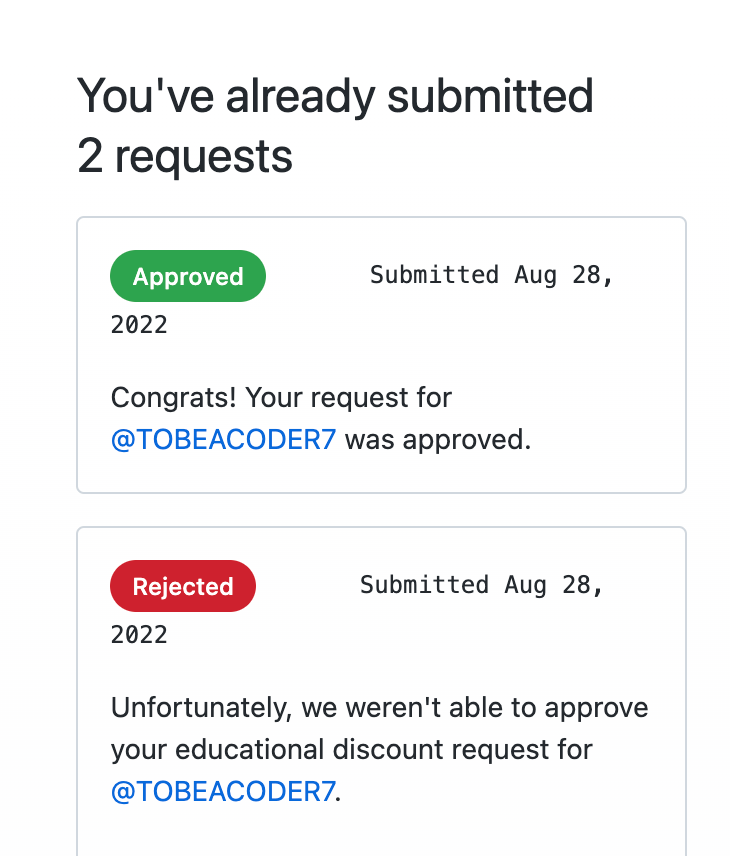 You've already submitted
2 requests
Approved Submitted Aug 28,
2022
Congrats! Your request for
@TOBEACODER7 was approved.
Rejected Submitted Aug 28,
2022
Unfortunately, we weren't able to approve
your educational discount request for
@TOBEACODER7.